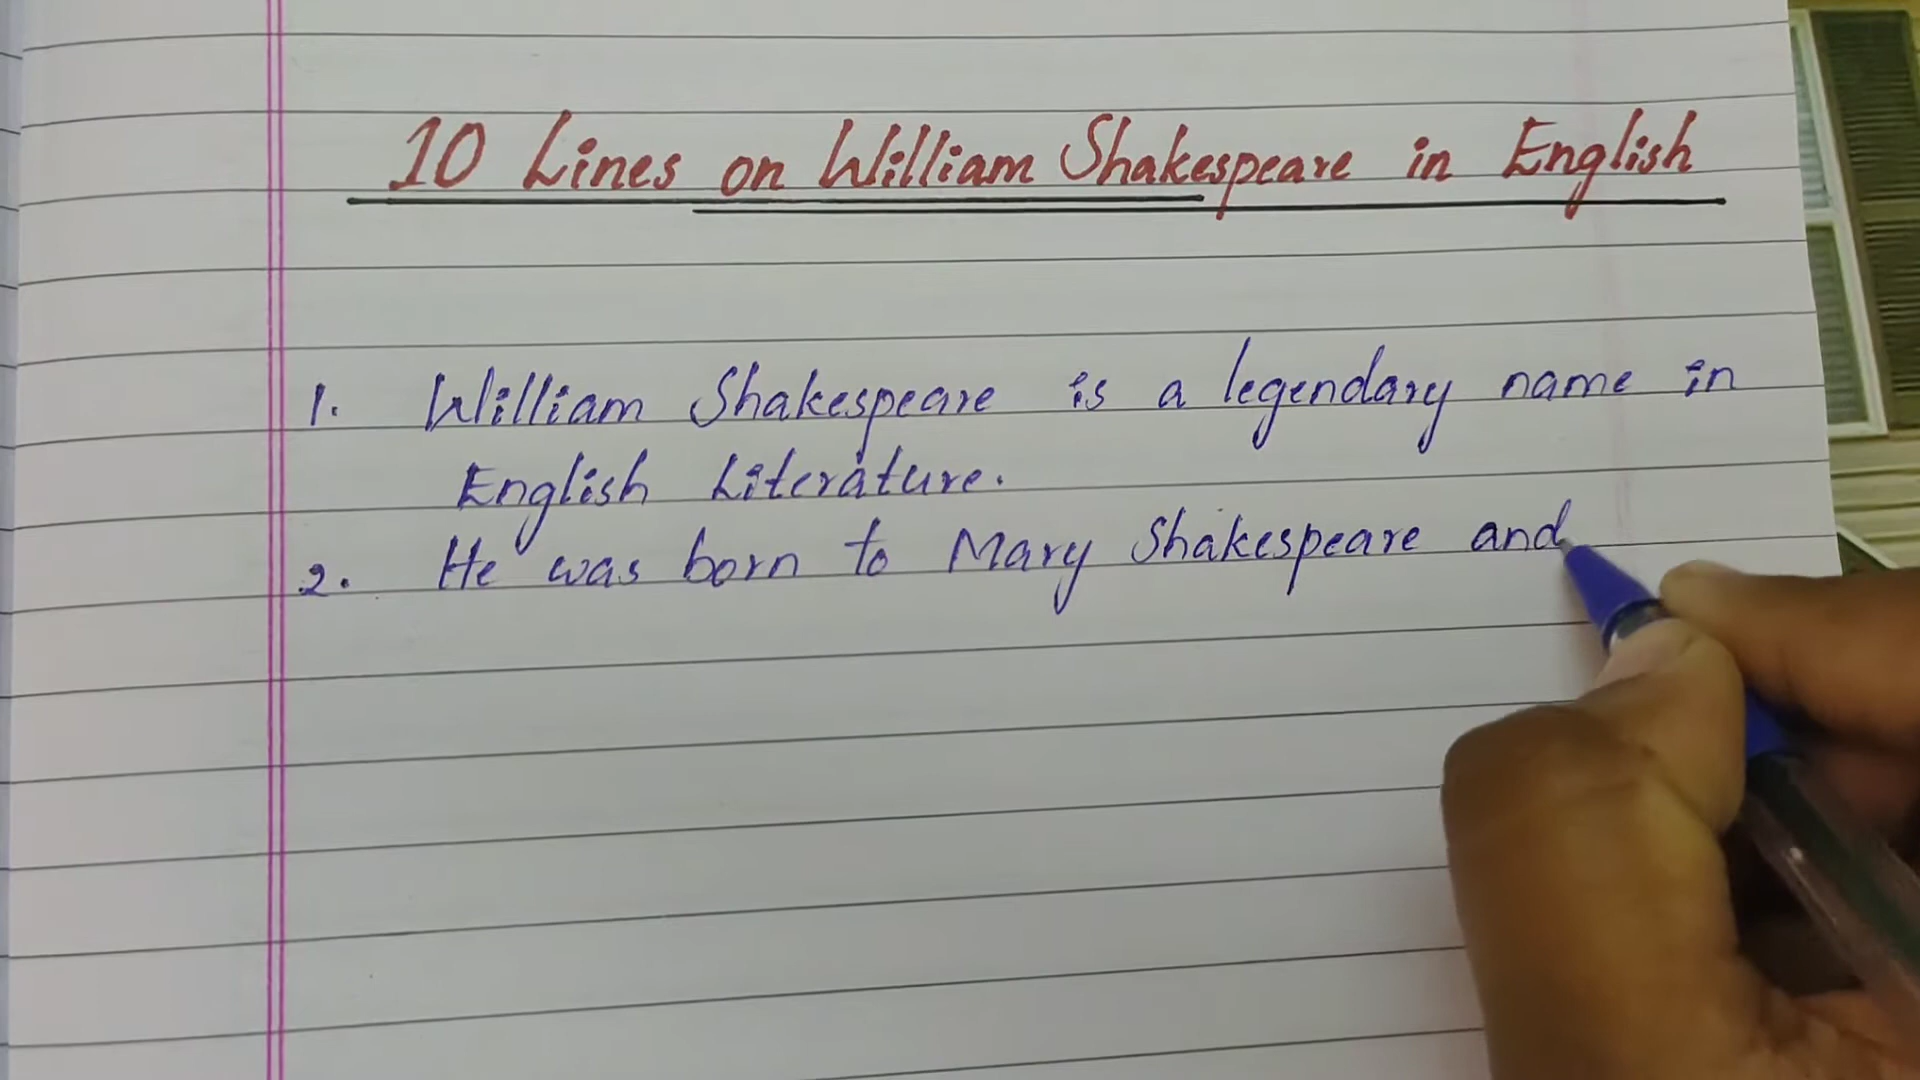 10 Lines on William Shakespeare in English
1. William Shakespeare is a legendary name in
English Literature.
2. He was born to Mary Shakespeare and